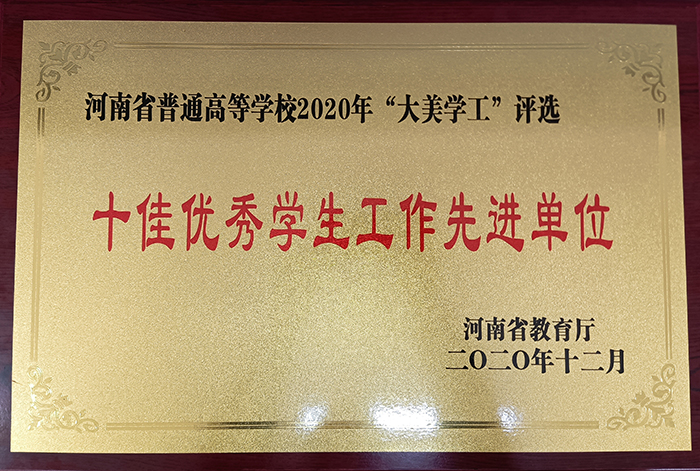 河南省普通高等学校2020年“大美学工”评选
十佳优秀学生工作先进单位
河南省教育厅
二〇二〇年十二月